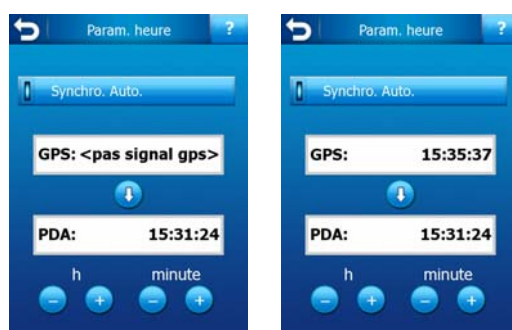 Param. heure ?
Synchro. Auto.
GPS: <pas signal gps>
PDA: 15:31:24
h minute
- + - +
Param. heure ?
Synchro. Auto.
GPS: 15:35:37
PDA: 15:31:24
h minute
- + - +